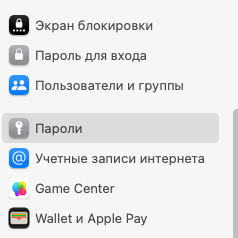 Экран блокировки
Пароль для входа
Пользователи и группы
Пароли
Учетные записи интернета
Game Center
Wallet и Apple Pay